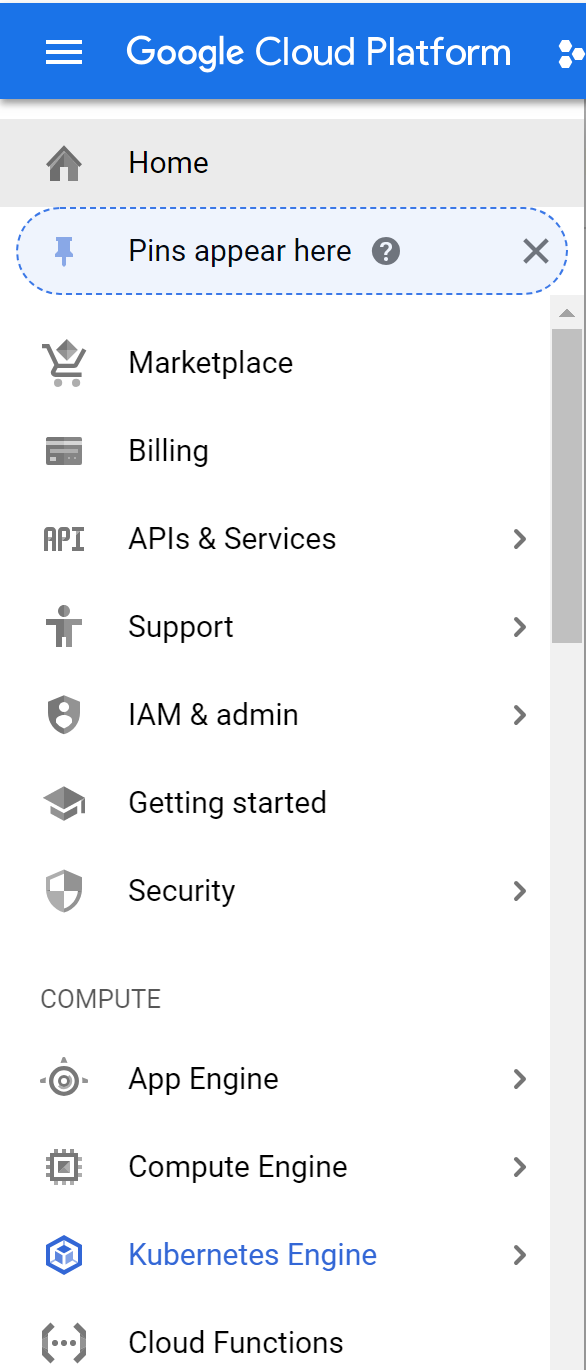 Google Cloud Platform
Home
Pins appear here ?
Marketplace
Billing
API APIs & Services
Support
IAM & admin
Getting started
Security
COMPUTE
App Engine
Compute Engine
Kubernetes Engine
Cloud Functions